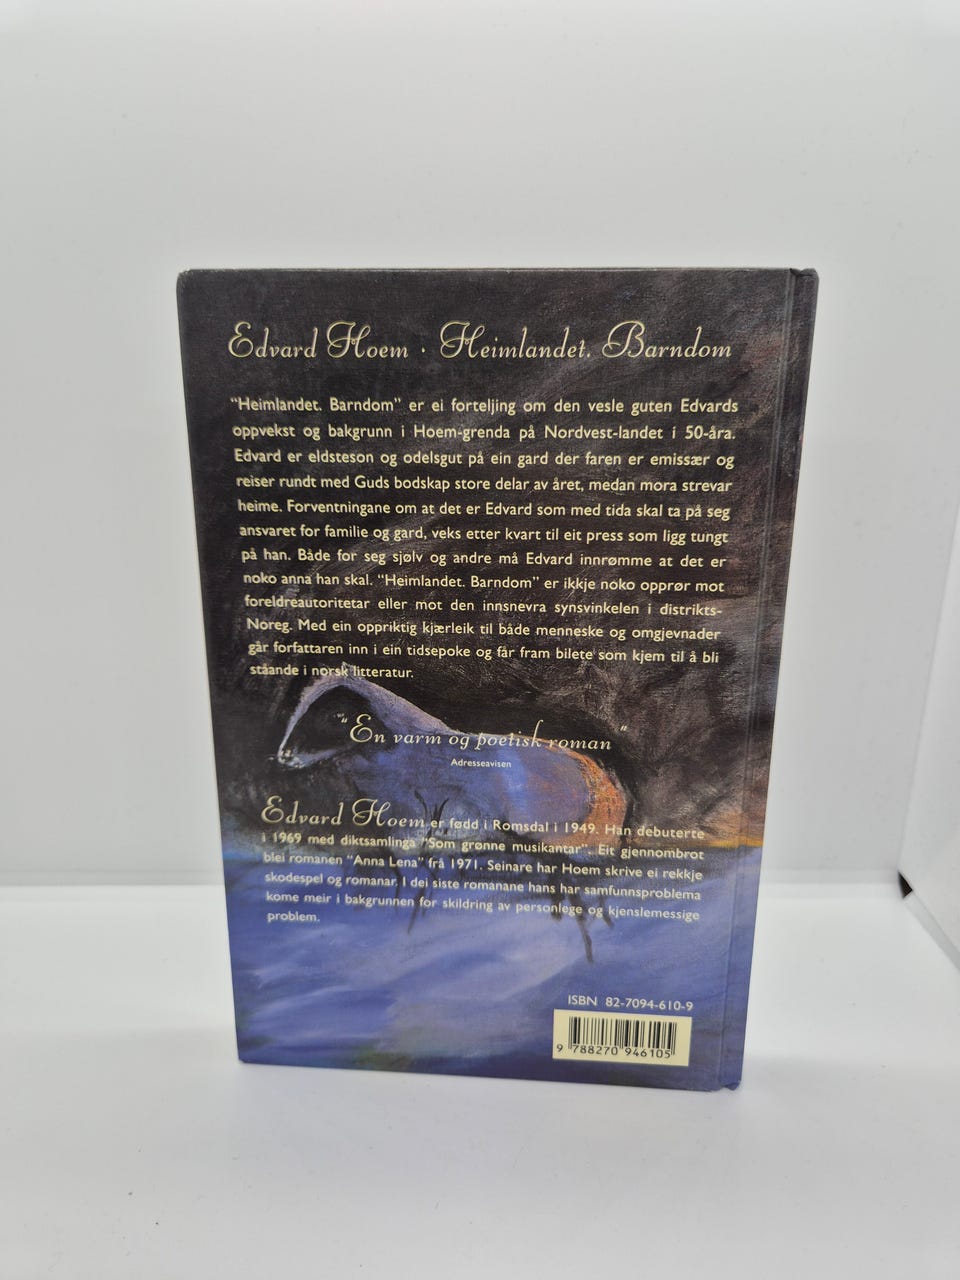 Edvard Hoem · Heimlandet. Barndom
"Heimlandet. Barndom" er ei forteljing om den vesle guten Edvards
oppvekst og bakgrunn i Hoem-grenda på Nordvest-landet i 50-åra.
Edvard er eldsteson og odelsgut på ein gard der faren er emissær og
reiser rundt med Guds bodskap store delar av året, medan mora strevar
heime. Forventningane om at det er Edvard som med tida skal ta på seg
ansvaret for familie og gard, veks etter kvart til eit press som ligg tungt
på han. Både for seg sjølv og andre må Edvard innrømme at det er
noko anna han skal. "Heimlandet. Barndom" er ikkje noko opprør mot
foreldreautoritetar eller mot den innsnevra synsvinkelen i distrikts-
Noreg. Med ein oppriktig kjærleik til både menneske og omgjevnader
går forfattaren inn i ein tidsepoke og får fram bilete som kjem til å bli
ståande i norsk litteratur.
"En varm og poetisk roman"
Adresseavisen
Edvard Hoem er fødd i Romsdal i 1949. Han debuterte
i 1969 med diktsamlinga "Som grønne musikantar". Eit gjennombrot
blei romanen "Anna Lena" frå 1971. Seinare har Hoem skrive ei rekkje
skodespel og romanar. I dei siste romanane hans har samfunnsproblema
kome meir i bakgrunnen for skildring av personlege og kjenslemessige
problem.
ISBN 82-7094-610-9
9 788270 946105